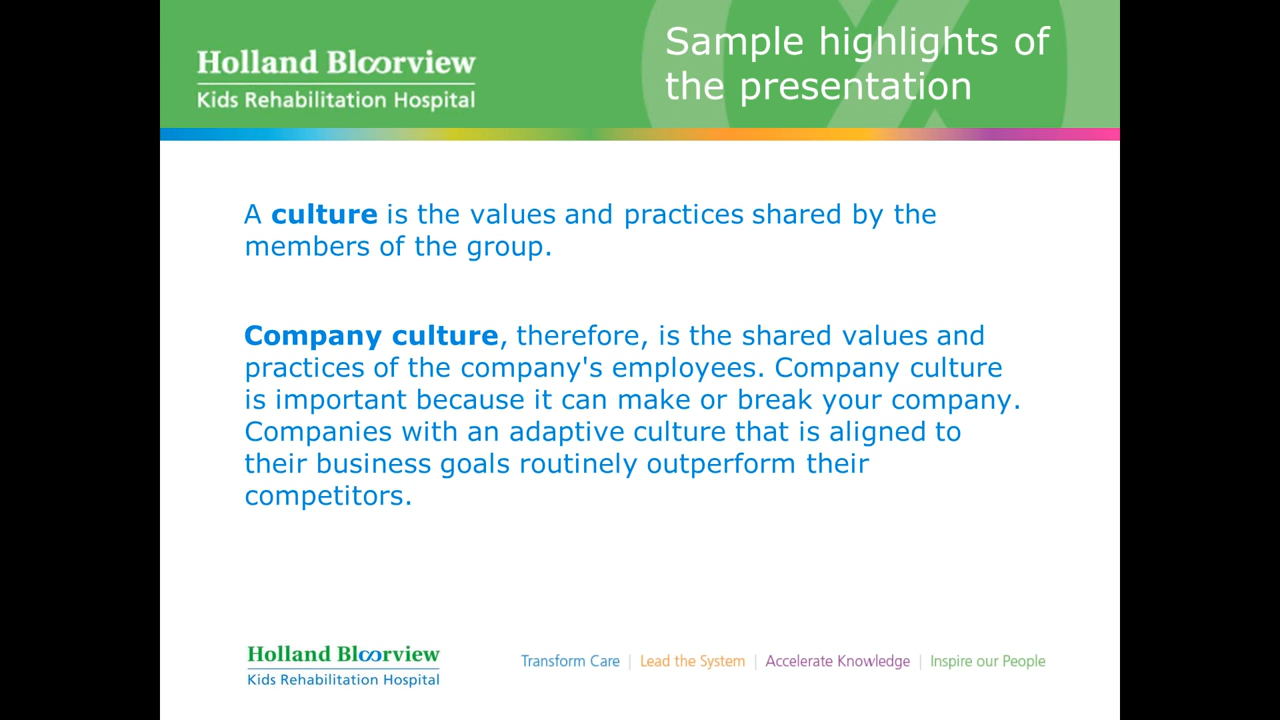 Holland Bloorview
Kids Rehabilitation Hospital
Sample highlights of
the presentation
A culture is the values and practices shared by the
members of the group.
Company culture, therefore, is the shared values and
practices of the company's employees. Company culture
is important because it can make or break your company.
Companies with an adaptive culture that is aligned to
their business goals routinely outperform their
competitors.
Holland Bloorview
Kids Rehabilitation Hospital
Transform Care | Lead the System | Accelerate Knowledge | Inspire our People